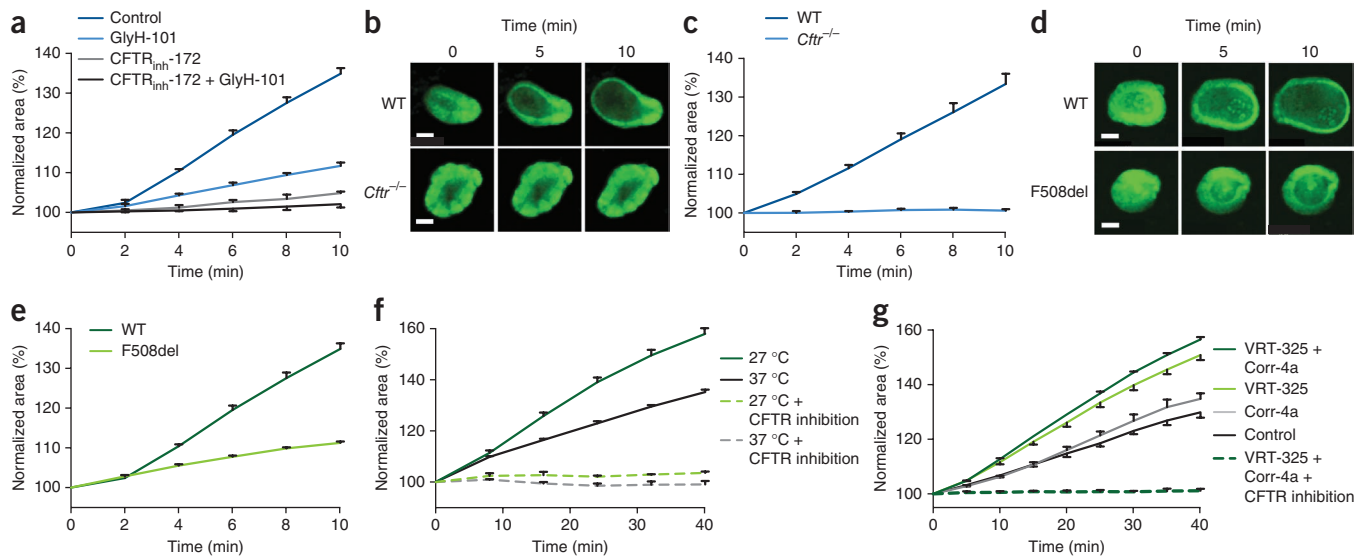 a
Control
GlyH-101
CFTRinh-172
CFTRinh-172 + GlyH-101
Normalized area (%)
140
130
120
110
100
0 2 4 6 8 10
Time (min)
b
Time (min)
0 5 10
WT
Cftr–/–
c
WT
Cftr–/–
Normalized area (%)
140
130
120
110
100
0 2 4 6 8 10
Time (min)
d
Time (min)
0 5 10
WT
F508del
e
WT
F508del
Normalized area (%)
140
130
120
110
100
0 2 4 6 8 10
Time (min)
f
Normalized area (%)
160
140
120
100
0 10 20 30 40
Time (min)
27 °C
37 °C
27 °C +
CFTR inhibition
37 °C +
CFTR inhibition
g
Normalized area (%)
160
140
120
100
0 10 20 30 40
Time (min)
VRT-325 +
Corr-4a
VRT-325
Corr-4a
Control
VRT-325 +
Corr-4a +
CFTR inhibition